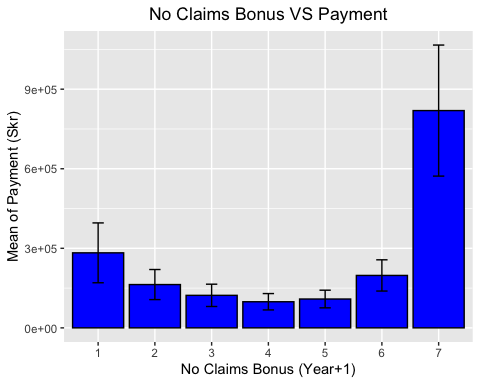 No Claims Bonus VS Payment
Mean of Payment (Skr)
9e+05
6e+05
3e+05
0e+00
1 2 3 4 5 6 7
No Claims Bonus (Year+1)